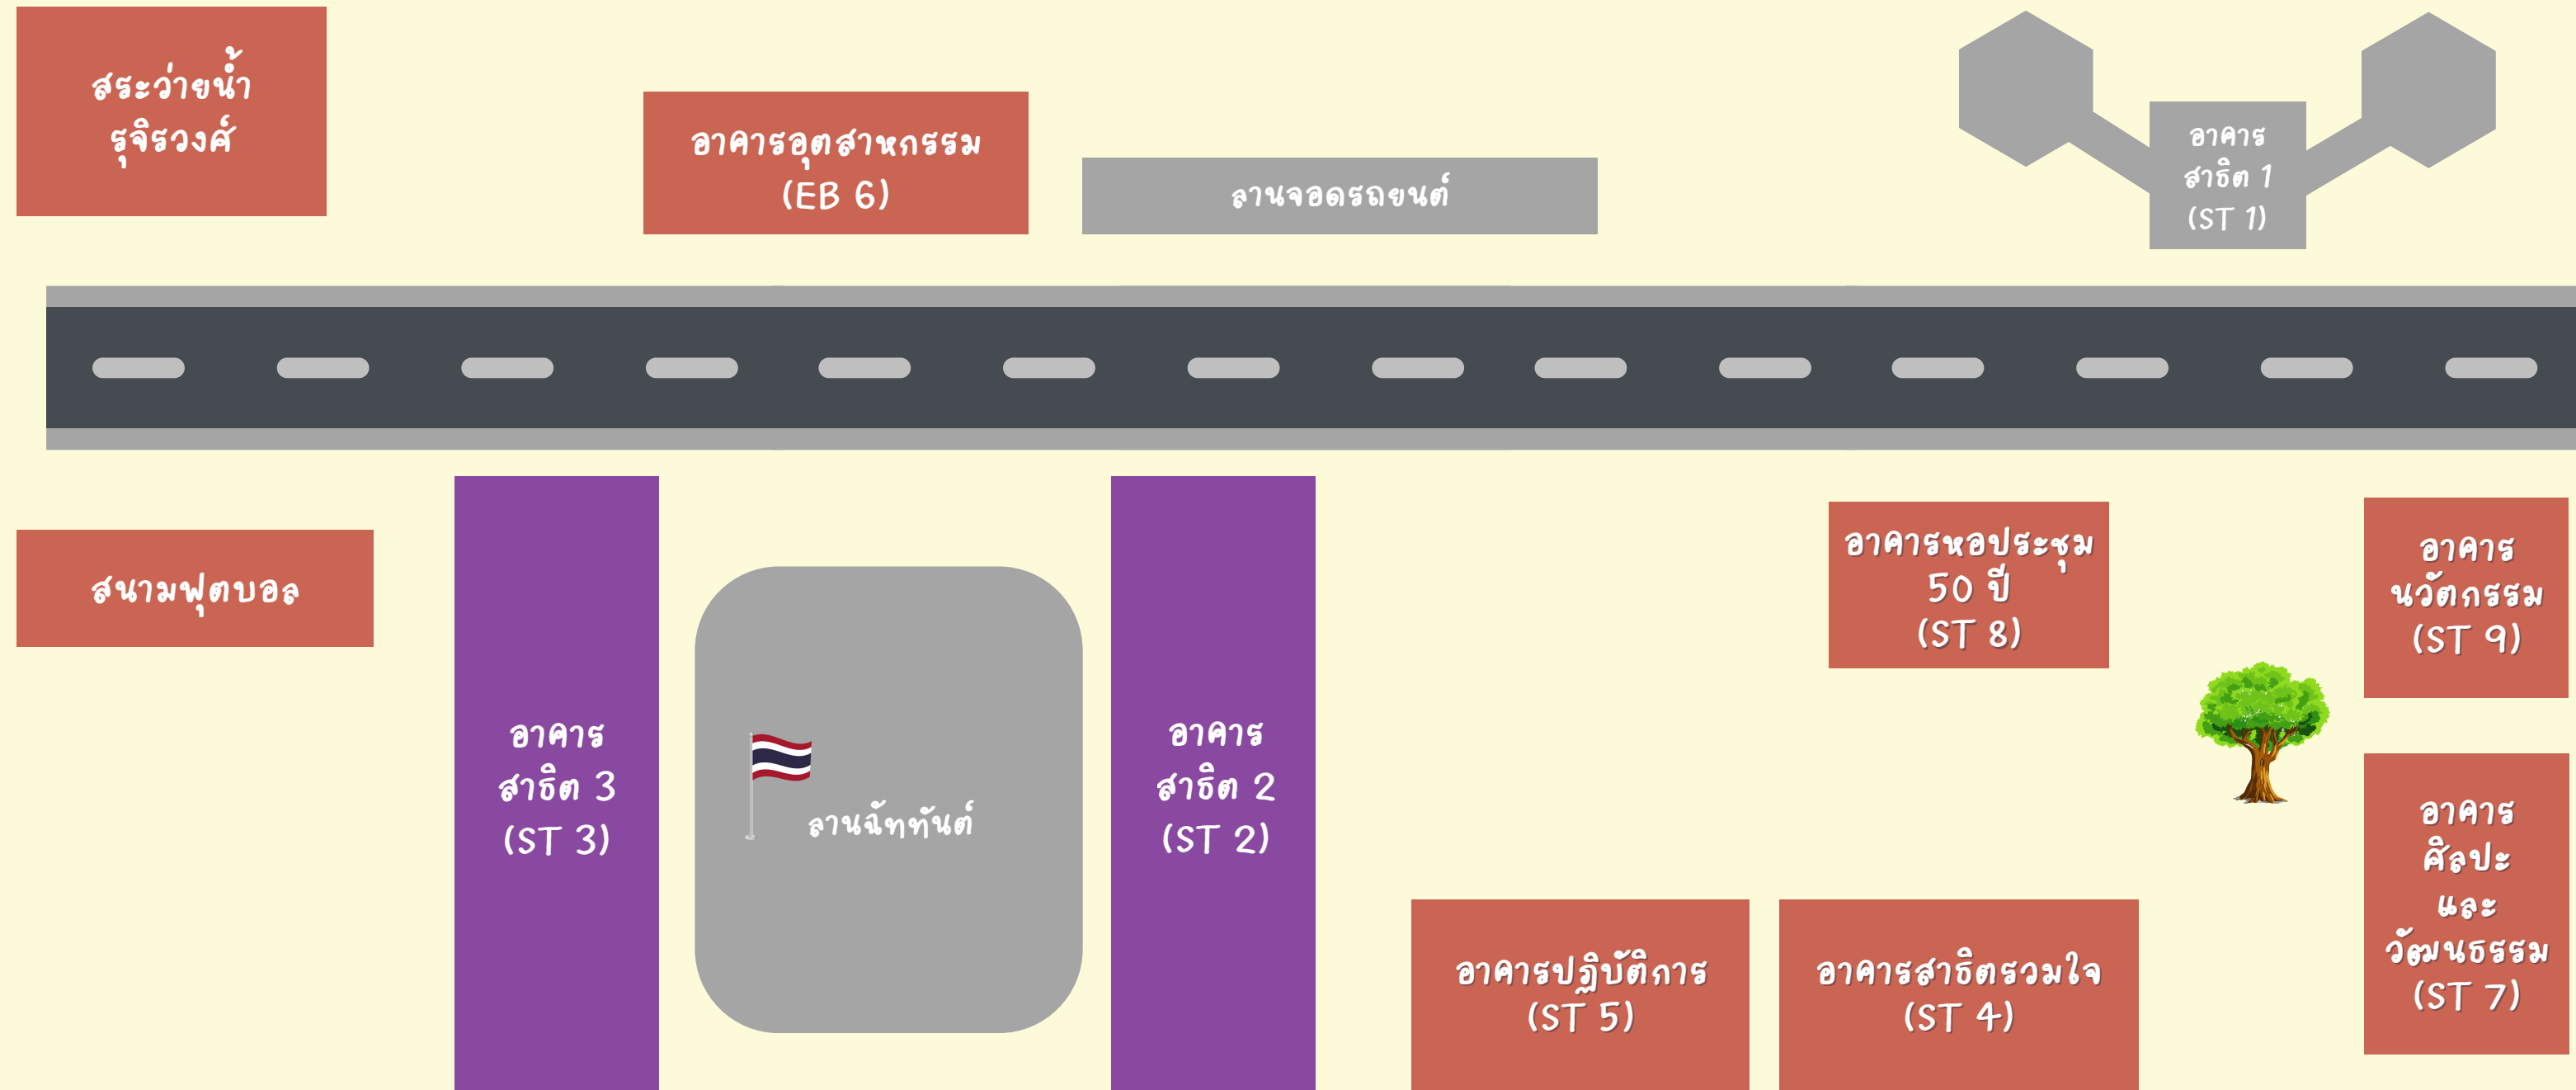 สระว่ายน้ำ
รุจิรวงศ์
อาคารอุตสาหกรรม
(EB 6)
ลานจอดรถยนต์
อาคาร
สาธิต 1
(ST 1)
สนามฟุตบอล
อาคาร
สาธิต 3
(ST 3)
ลานฉัททันต์
อาคาร
สาธิต 2
(ST 2)
อาคารหอประชุม
50 ปี
(ST 8)
อาคาร
นวัตกรรม
(ST 9)
อาคารปฏิบัติการ
(ST 5)
อาคารสาธิตรวมใจ
(ST 4)
อาคาร
ศิลปะ
และ
วัฒนธรรม
(ST 7)